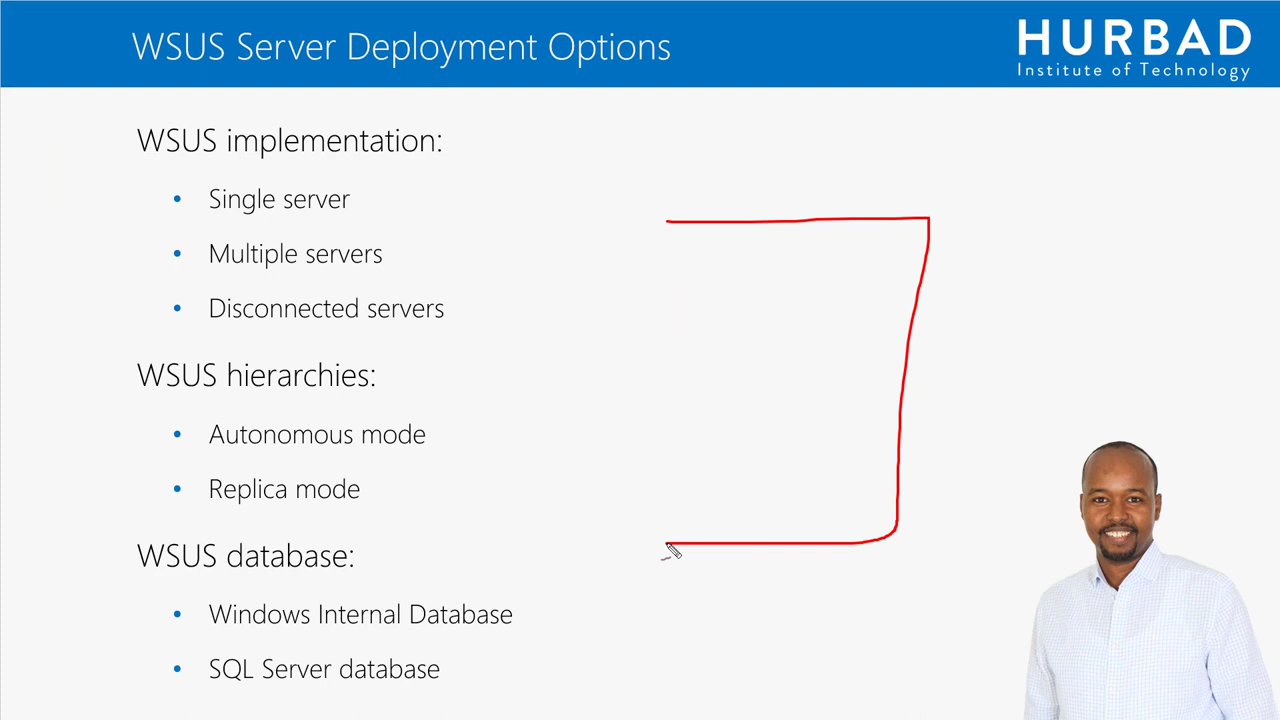 WSUS Server Deployment Options
HURBAD
Institute of Technology
WSUS implementation:
• Single server
• Multiple servers
• Disconnected servers
WSUS hierarchies:
• Autonomous mode
• Replica mode
WSUS database:
• Windows Internal Database
• SQL Server database